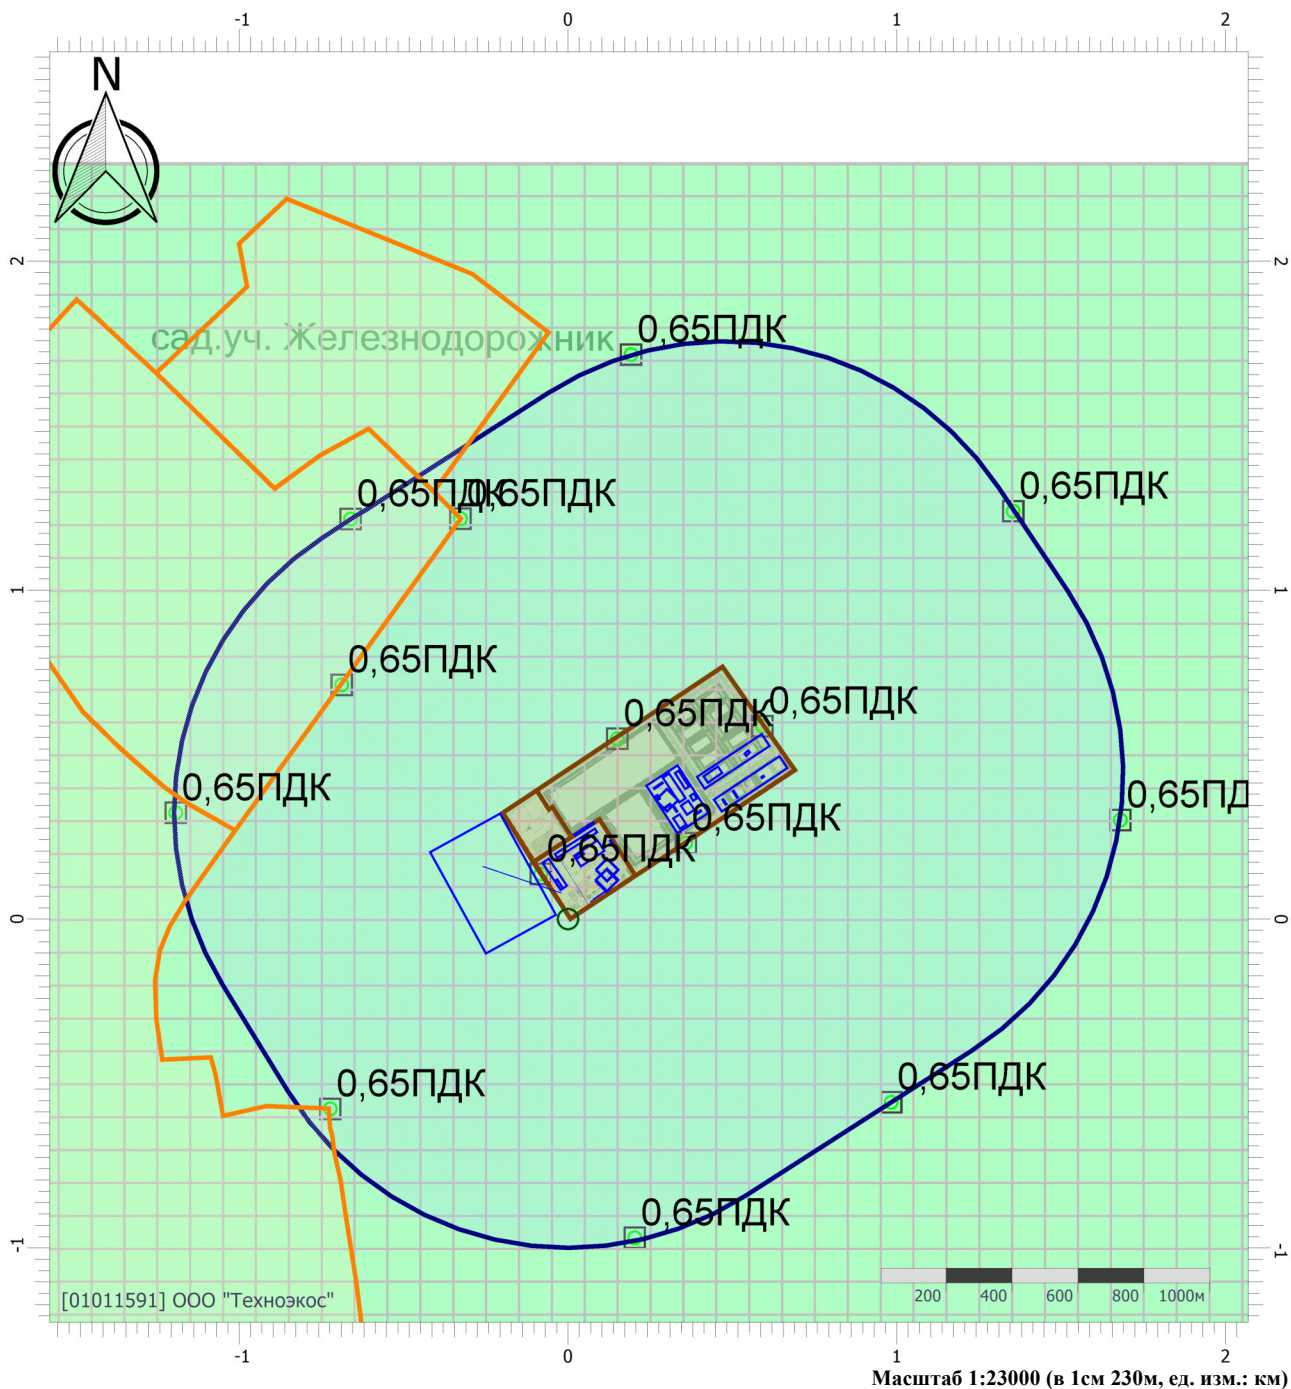 -1 0 1 2
N
2 2
сад.уч. Железнодорожник
0,65ПДК
0,65ПДК 0,65ПДК
0,65ПДК
1 1
0,65ПДК
0,65ПДК 0,65ПДК
0,65ПДК 0,65ПД
0,65ПДК
0,65ПДК
0 0
0,65ПДК 0,65ПДК
0,65ПДК
-1 -1
200 400 600 800 1000м
[01011591] ООО "Техноэкос"
-1 0 1 2
Масштаб 1:23000 (в 1см 230м, ед. изм.: км)